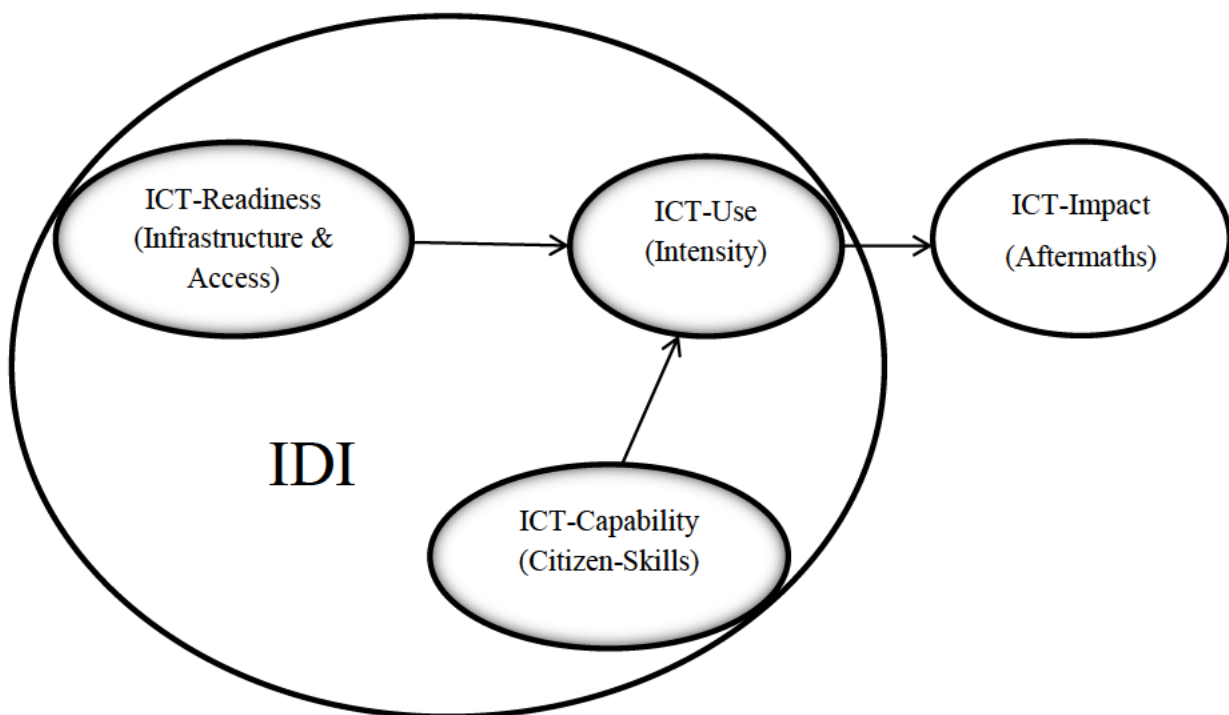 ICT-Readiness
(Infrastructure &
Access)
ICT-Use
(Intensity)
ICT-Impact
(Aftermaths)
IDI
ICT-Capability
(Citizen-Skills)